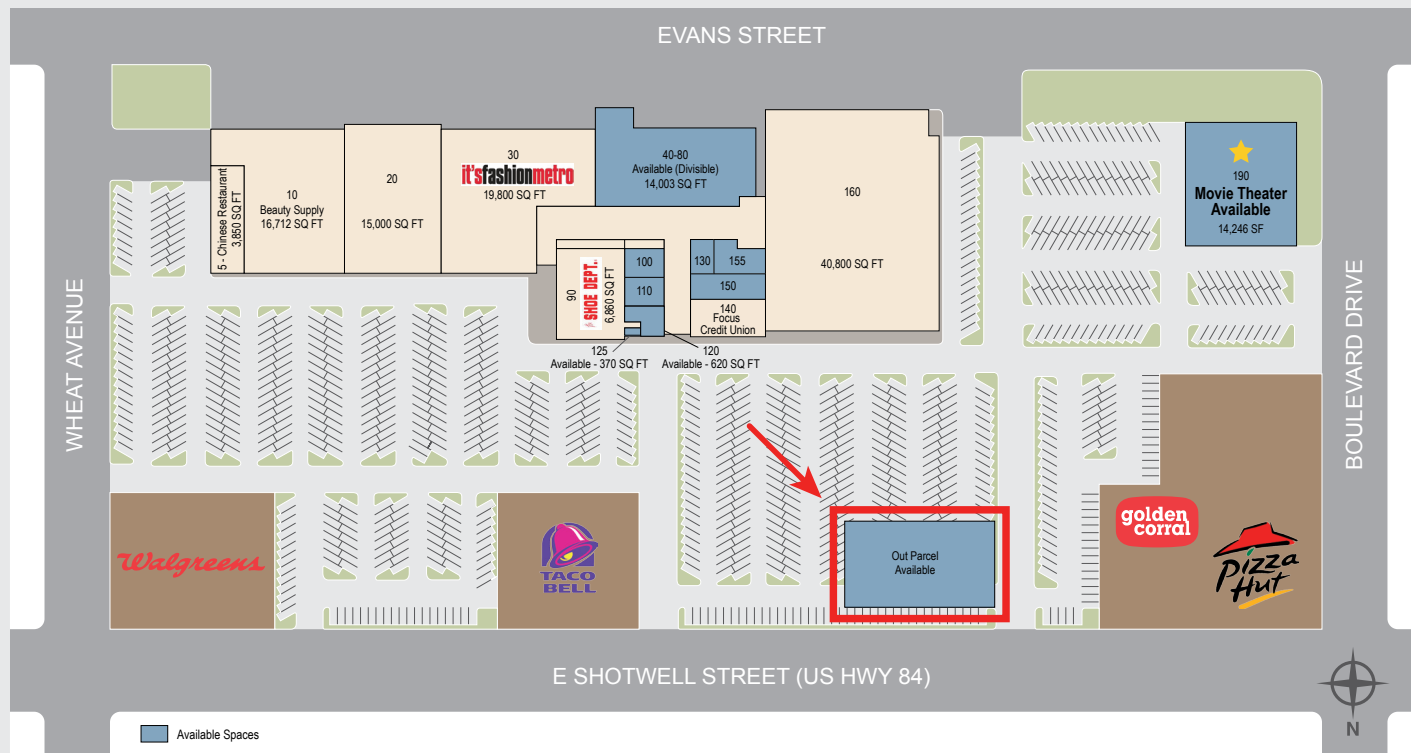 EVANS STREET
WHEAT AVENUE
BOULEVARD DRIVE
5 - Chinese Restaurant
3,850 SQ FT
10
Beauty Supply
16,712 SQ FT
20
15,000 SQ FT
30
it'sfashionmetro
19,800 SQ FT
40-80
Available (Divisible)
14,003 SQ FT
160
40,800 SQ FT
190
Movie Theater
Available
14,246 SF
90
SHOE DEPT.
6,860 SQ FT
100
110
130
155
150
140
Focus
Credit Union
125
Available - 370 SQ FT
120
Available - 620 SQ FT
Walgreens
TACO
BELL
Out Parcel
Available
golden
corral
Pizza
Hut
E SHOTWELL STREET (US HWY 84)
N
Available Spaces